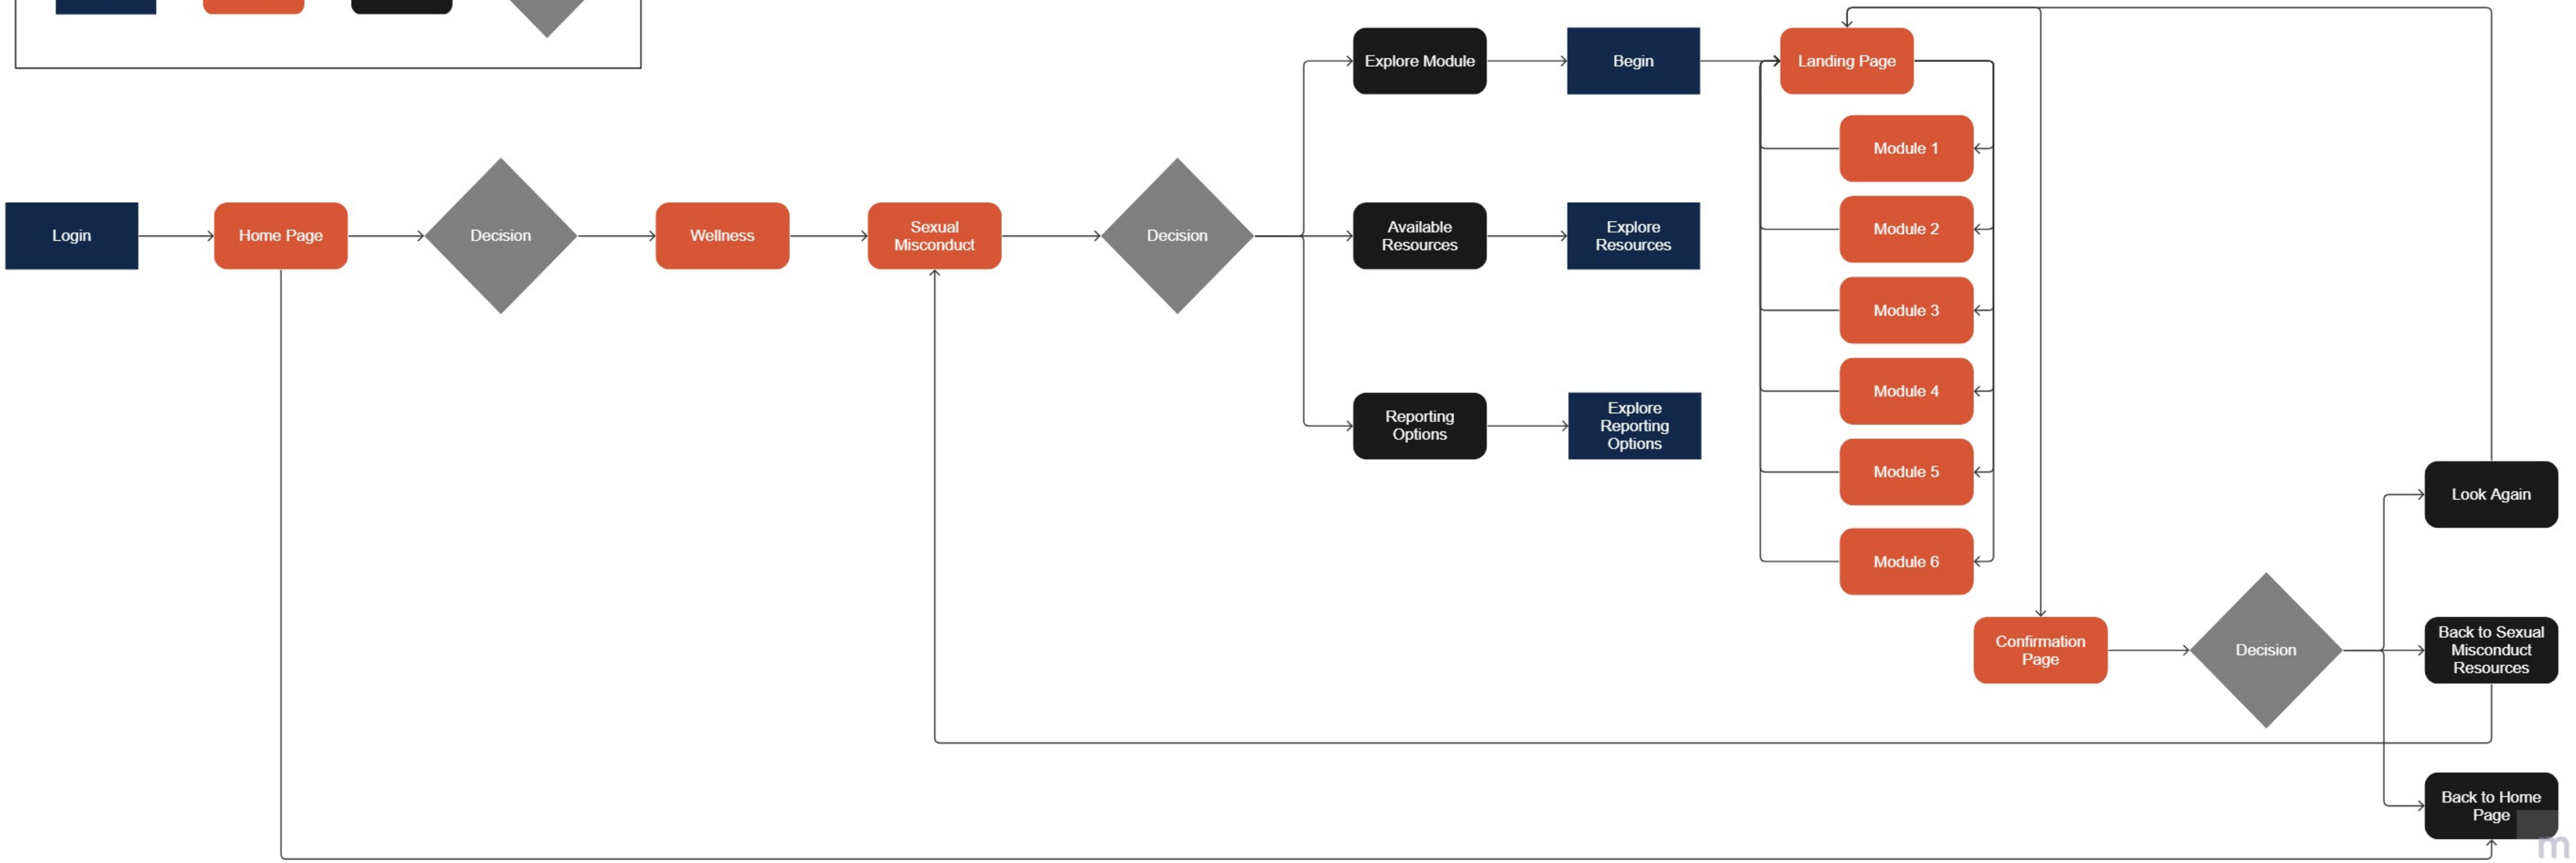 Explore Module
Begin
Landing Page
Module 1
Module 2
Login
Home Page
Decision
Wellness
Sexual
Misconduct
Decision
Available
Resources
Explore
Resources
Module 3
Module 4
Reporting
Options
Explore
Reporting
Options
Module 5
Module 6
Look Again
Confirmation
Page
Decision
Back to Sexual
Misconduct
Resources
Back to Home
Page
m